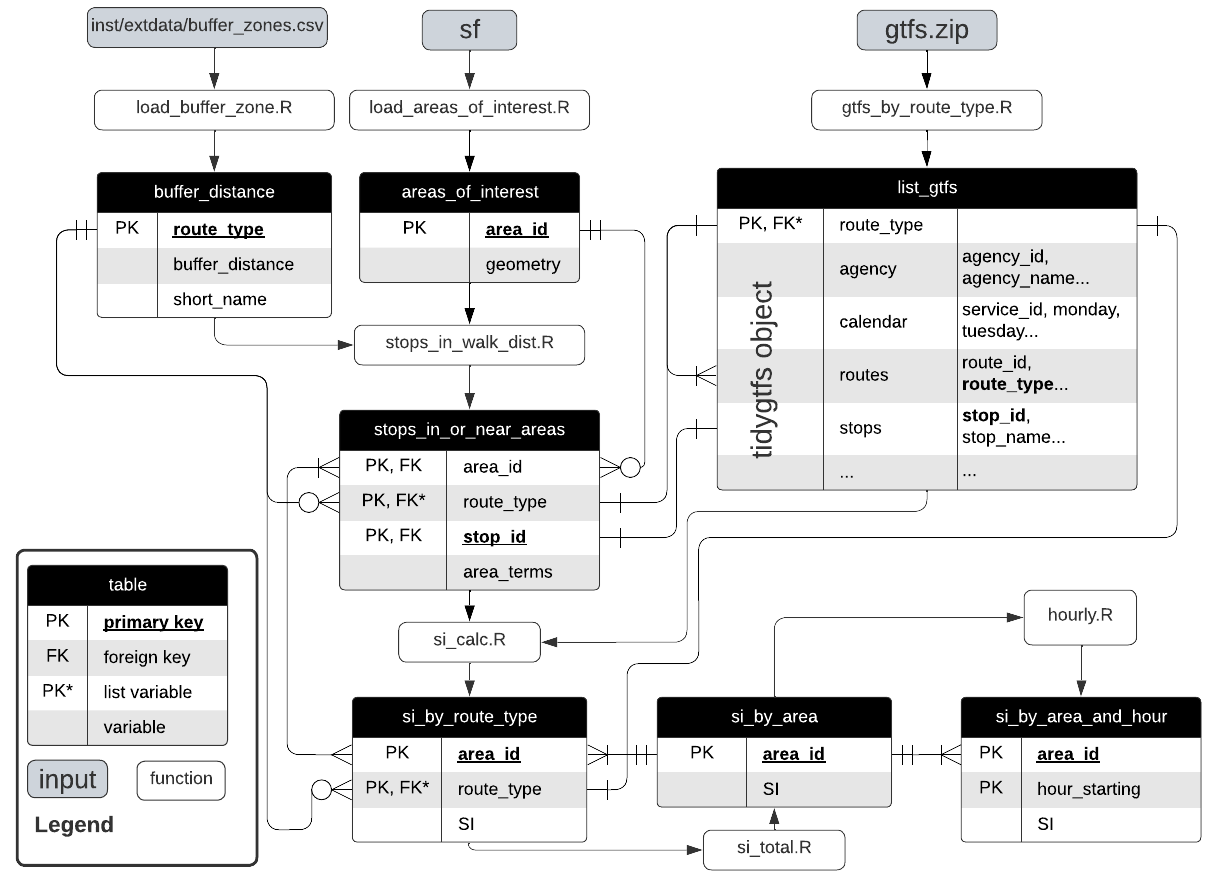 inst/extdata/buffer_zones.csv
sf
gtfs.zip
load_buffer_zone.R
load_areas_of_interest.R
gtfs_by_route_type.R
buffer_distance
PK route_type
buffer_distance
short_name
areas_of_interest
PK area_id
geometry
list_gtfs
PK, FK* route_type
tidygtfs object
agency
agency_id,
agency_name...
calendar
service_id, monday,
tuesday...
routes
route_id,
route_type...
stops
stop_id,
stop_name...
... ...
stops_in_walk_dist.R
stops_in_or_near_areas
PK, FK area_id
PK, FK* route_type
PK, FK stop_id
area_terms
si_calc.R
hourly.R
si_by_route_type
PK area_id
PK, FK* route_type
SI
si_by_area
PK area_id
SI
si_by_area_and_hour
PK area_id
PK hour_starting
SI
si_total.R
table
PK primary key
FK foreign key
PK* list variable
variable
input
function
Legend